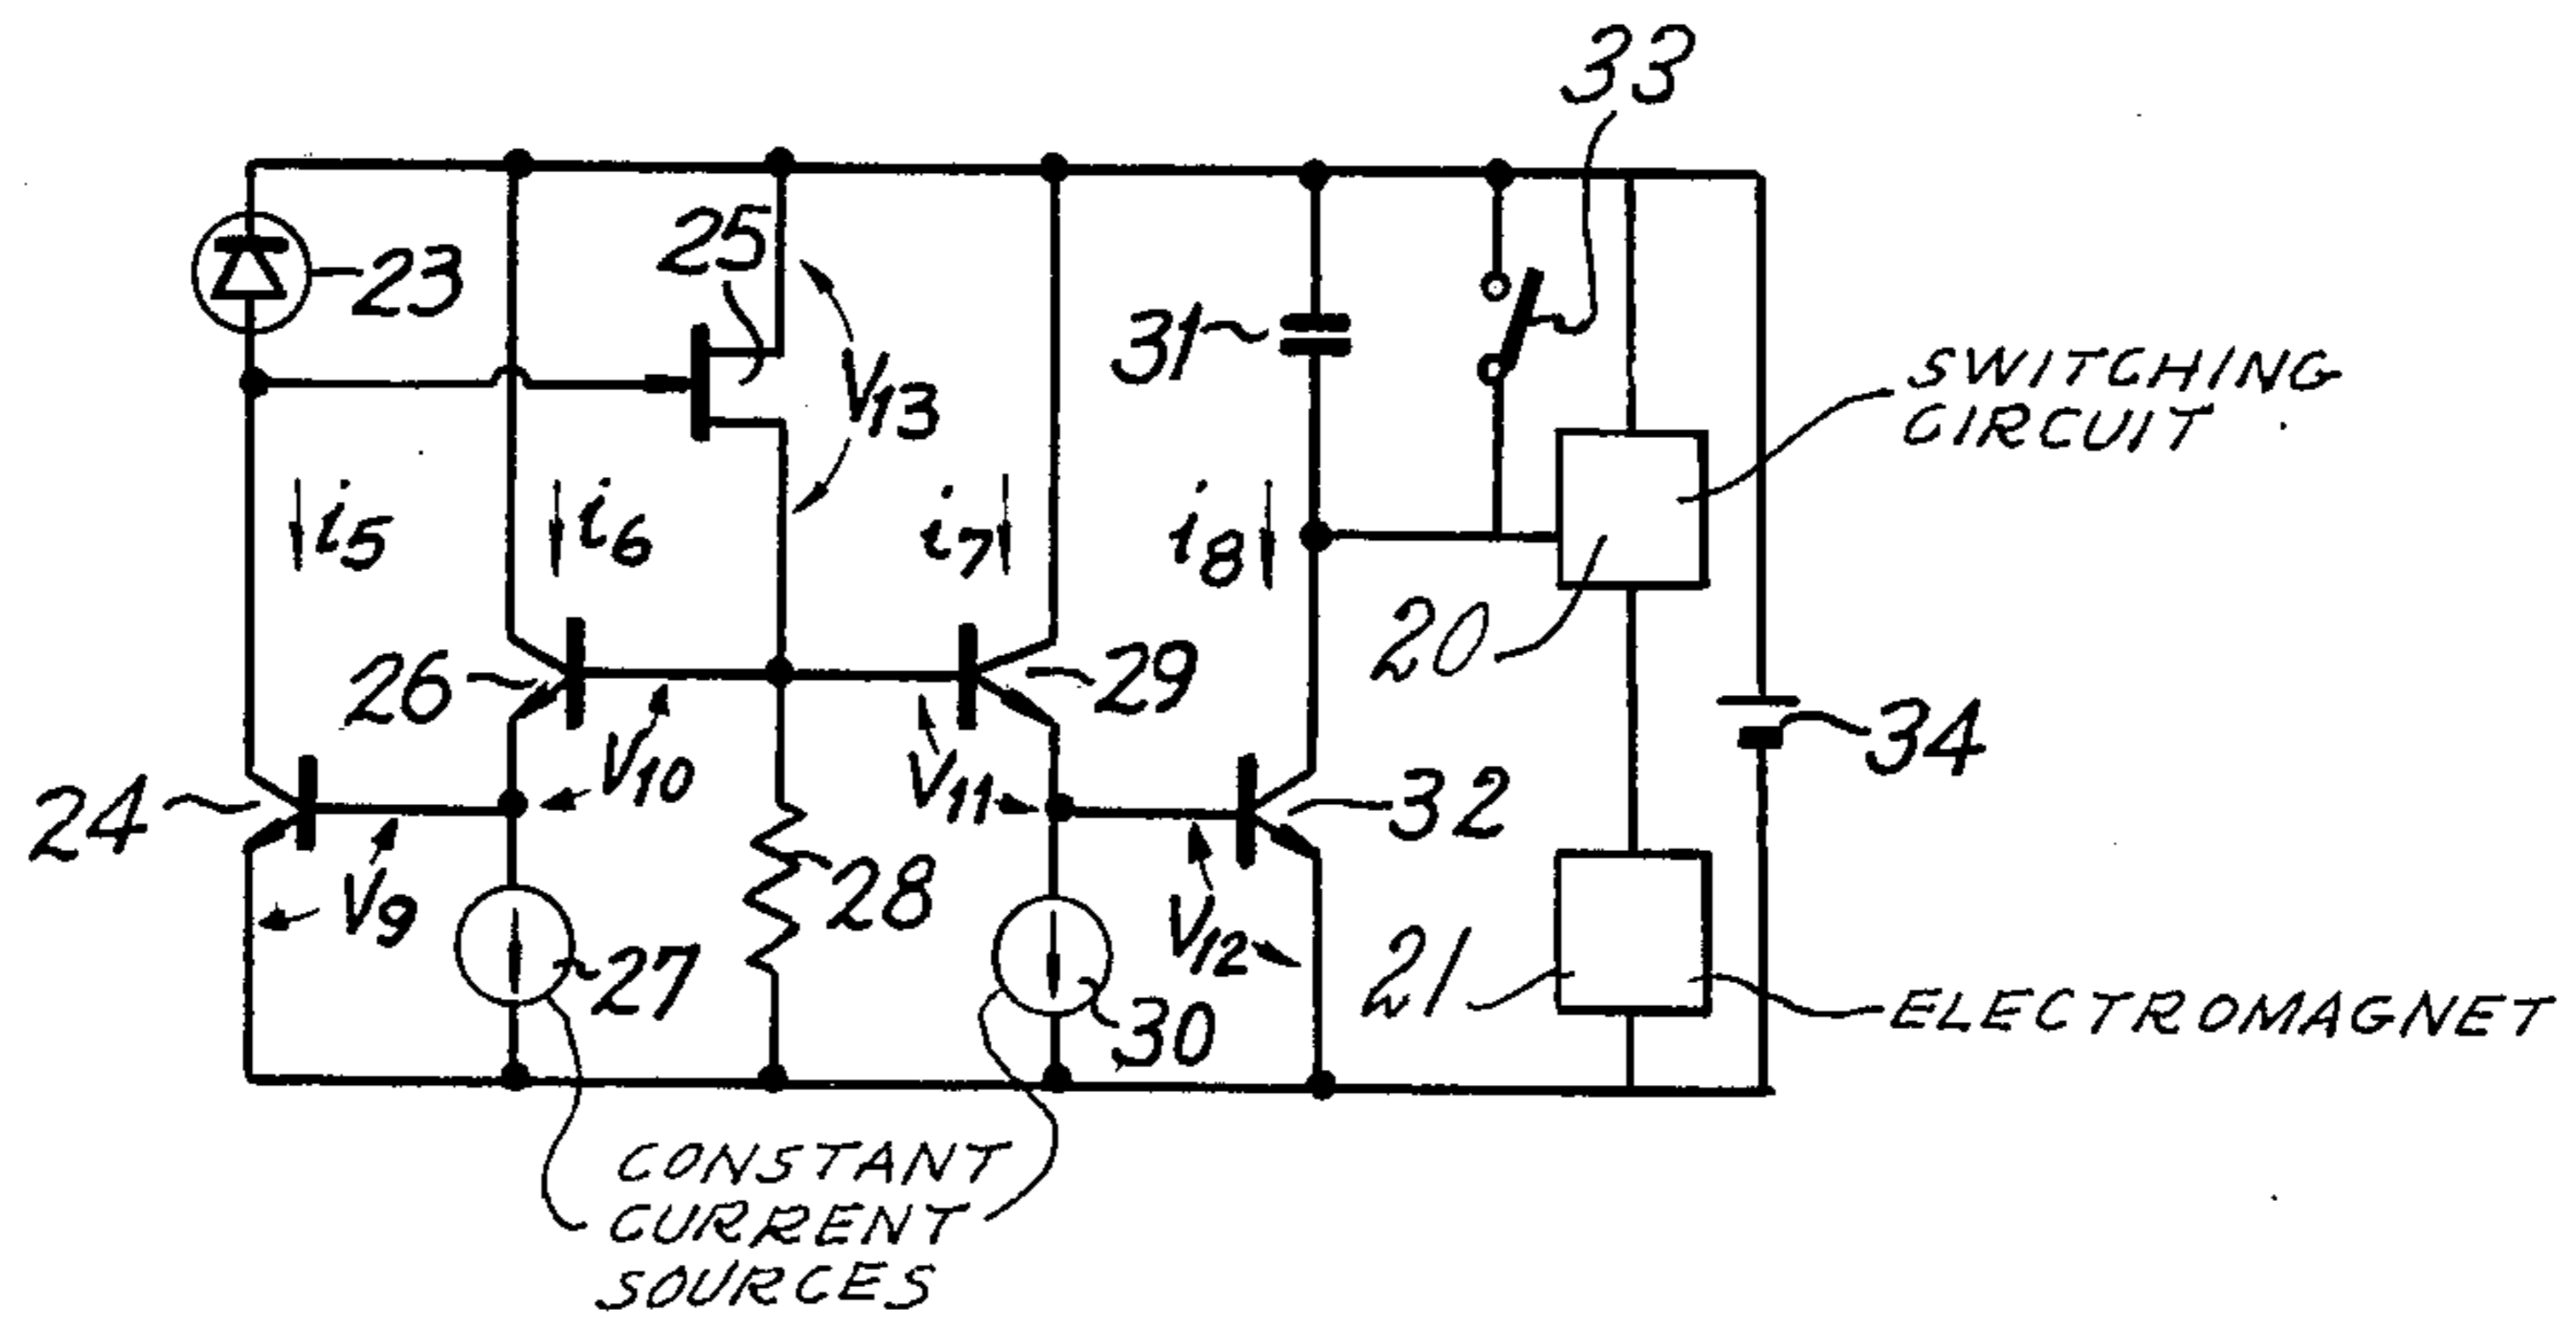 33
23
25
V13
31
SWITCHING
CIRCUIT
i5
i6
i7
i8
20
26
V10
29
V11
34
24
V9
28
32
V12
27
30
21
ELECTROMAGNET
CONSTANT
CURRENT
SOURCES